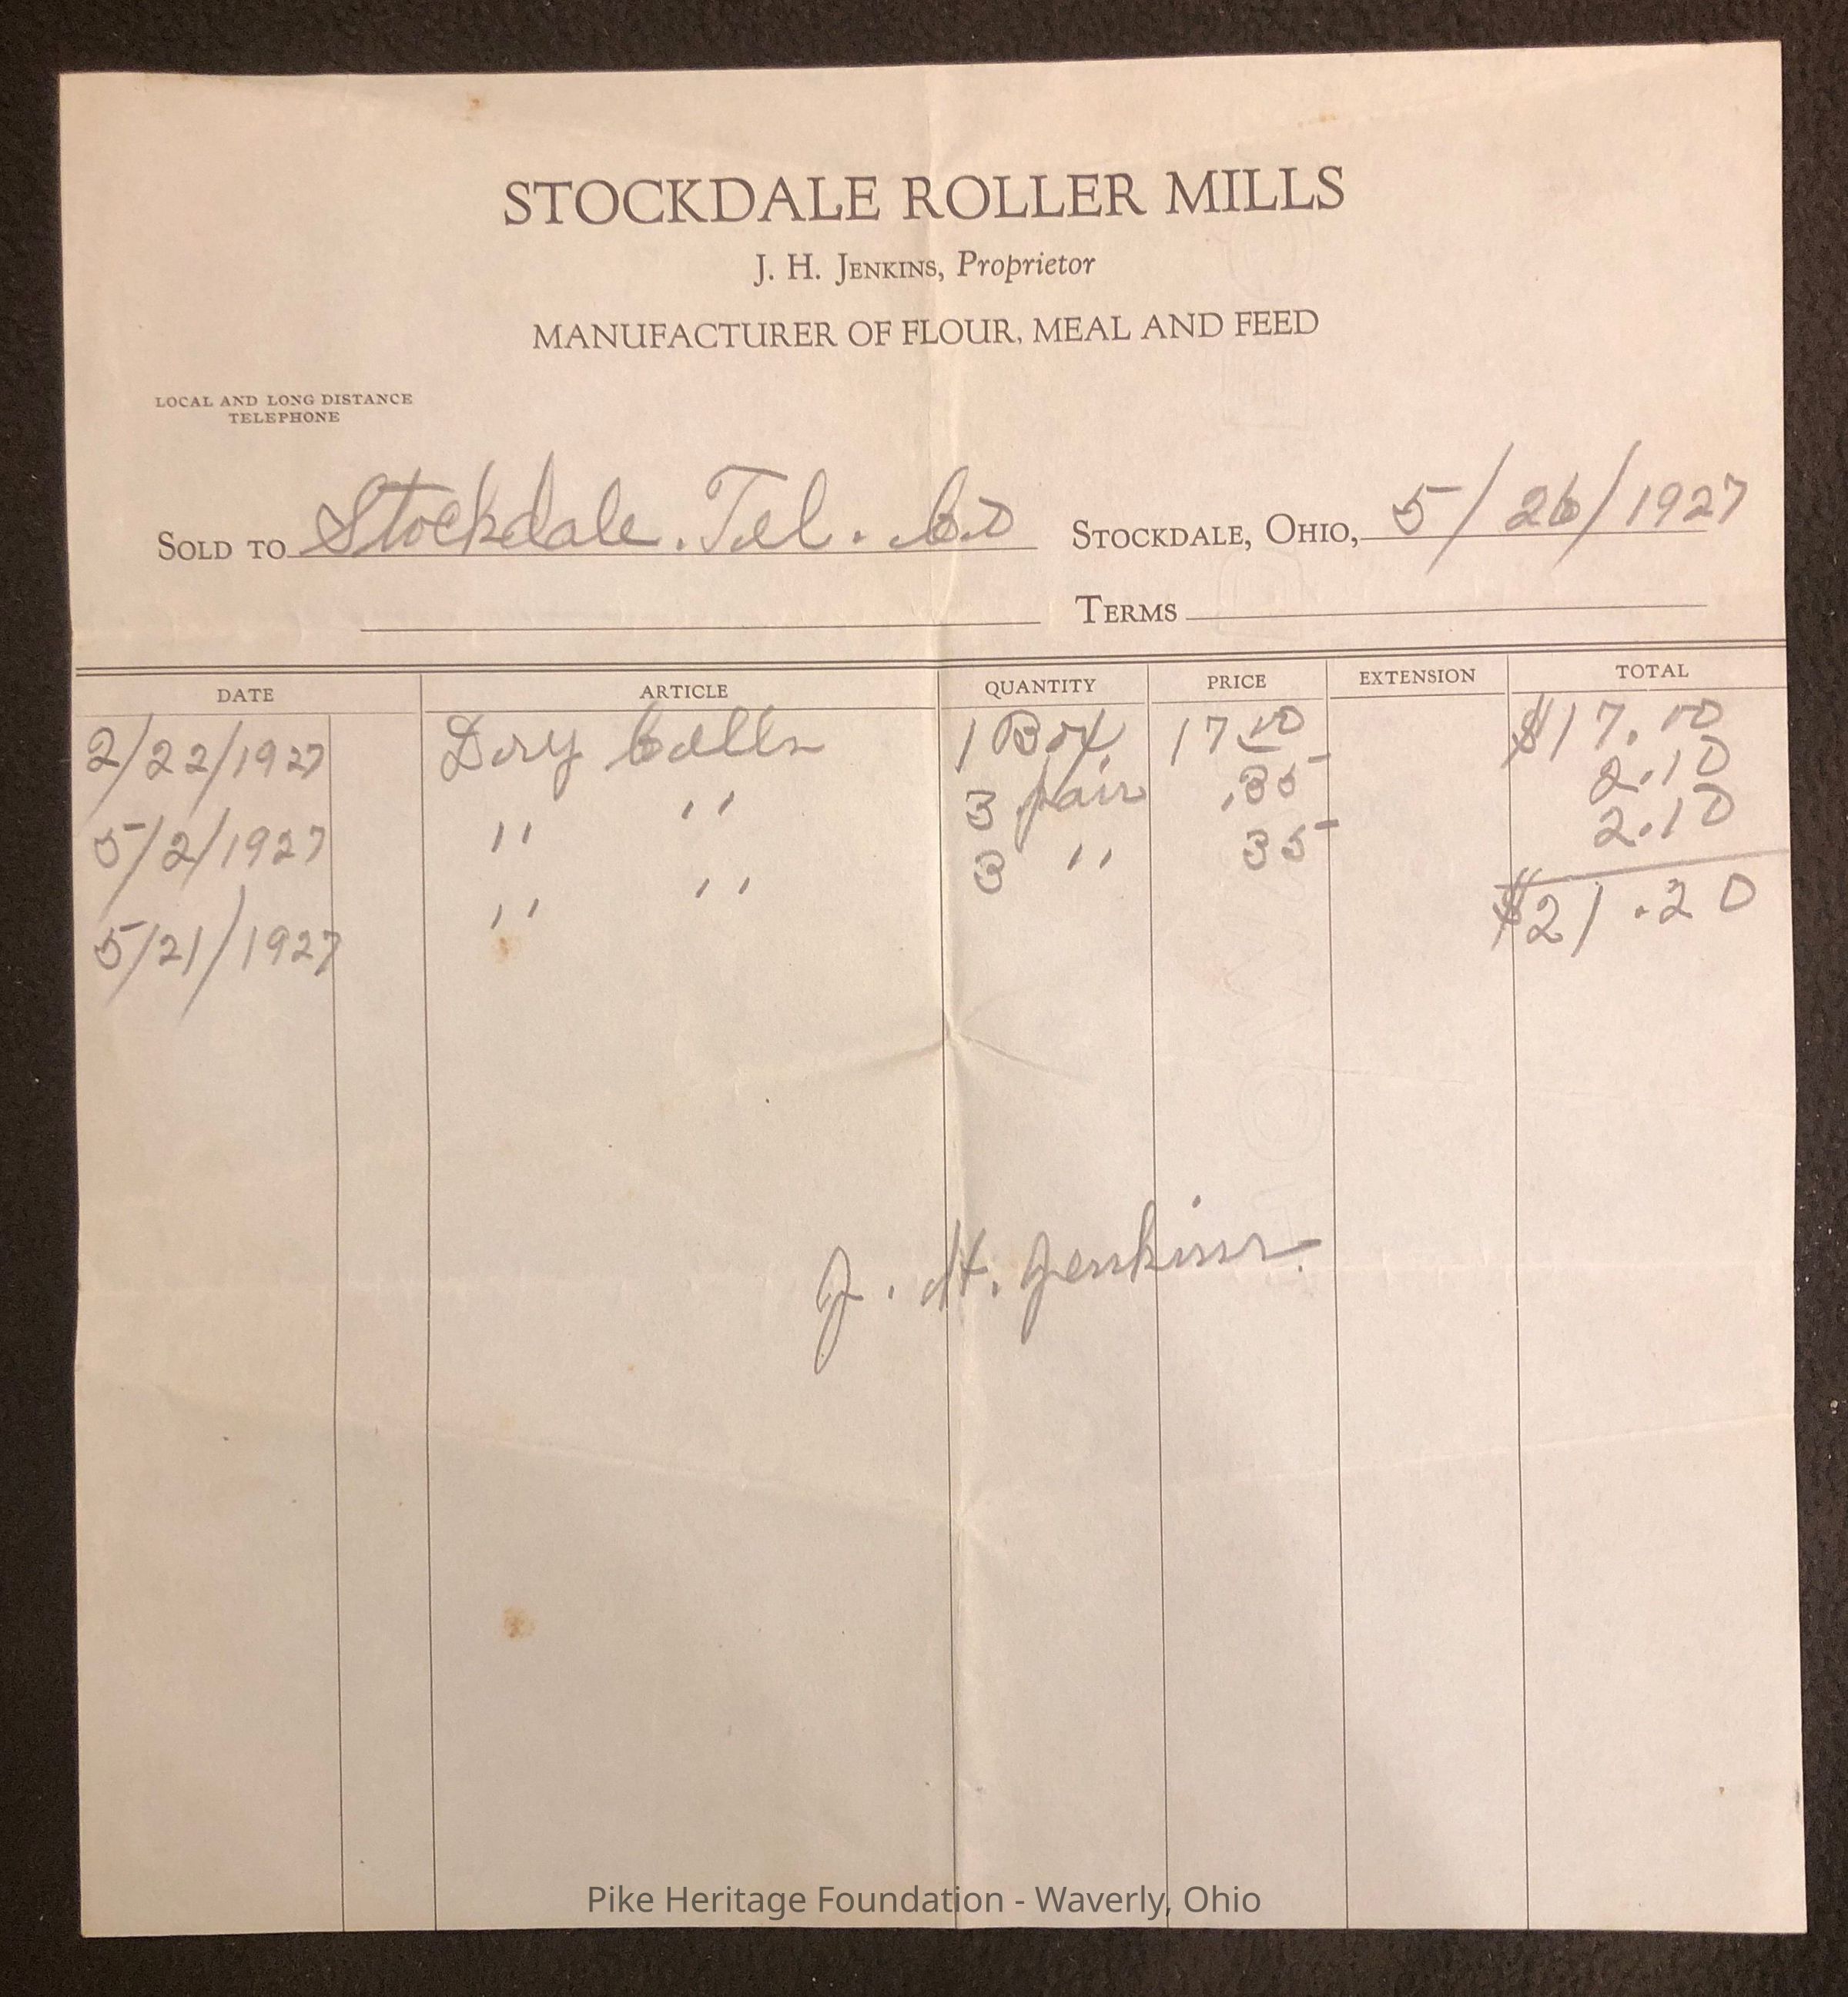 STOCKDALE ROLLER MILLS
J. H. JENKINS, Proprietor
MANUFACTURER OF FLOUR, MEAL AND FEED
LOCAL AND LONG DISTANCE
TELEPHONE
SOLD TO Stockdale. Tel. Co STOCKDALE, OHIO, 5/26/1927
TERMS
DATE ARTICLE QUANTITY PRICE EXTENSION TOTAL
2/22/1927 Dry Cells 1 Box 17.10 $17.10
5/2/1927 " " 3 pair .35 2.10
5/21/1927 " " 3 " 35 2.10
$21.20
J. H. Jenkins.
Pike Heritage Foundation - Waverly, Ohio